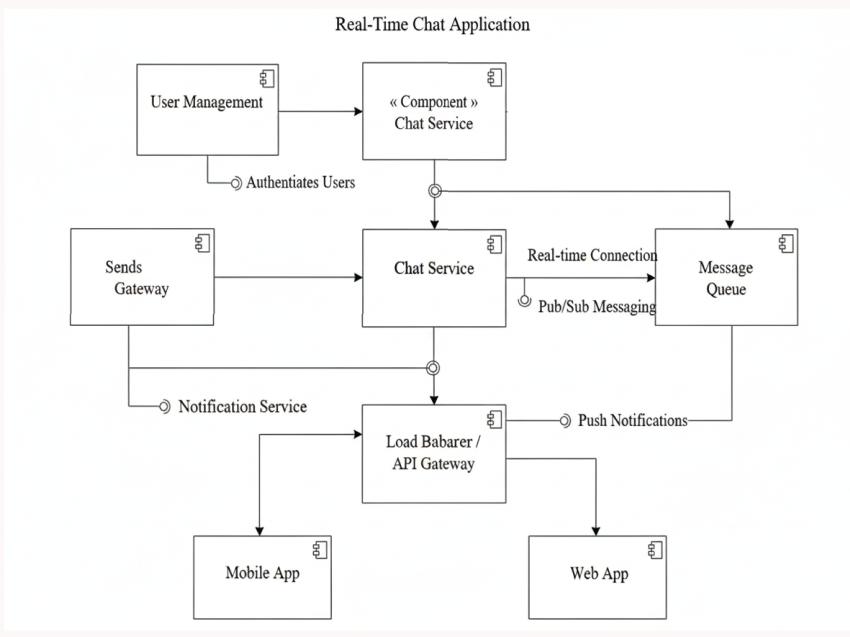 Real-Time Chat Application
User Management
« Component »
Chat Service
Authentiates Users
Sends
Gateway
Chat Service
Real-time Connection
Pub/Sub Messaging
Message
Queue
Notification Service
Load Babarer /
API Gateway
Push Notifications
Mobile App
Web App